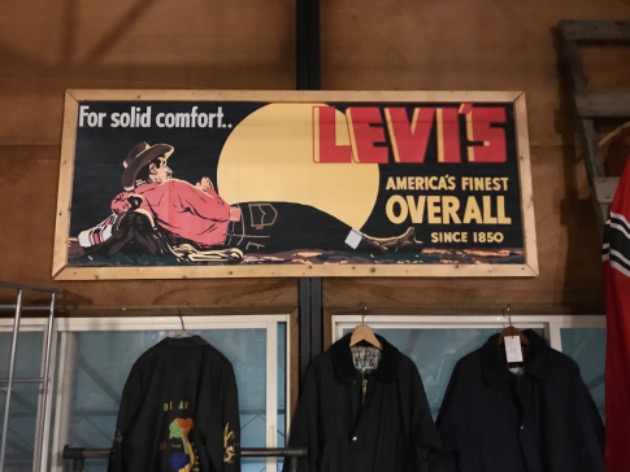 For solid comfort..
LEVI'S
AMERICA'S FINEST
OVERALL
SINCE 1850